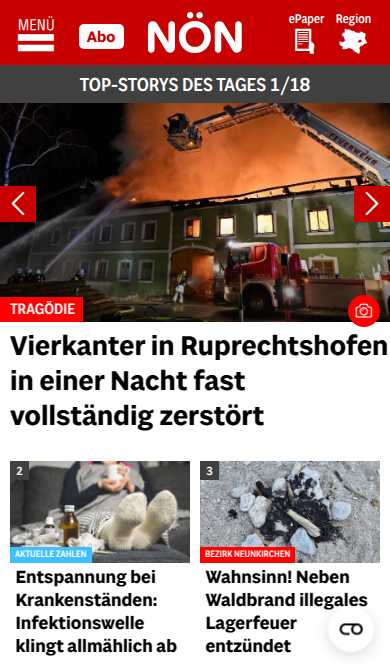 MENÜ
Abo
NÖN
ePaper
Region
TOP-STORYS DES TAGES 1/18
FEUERWEHR
TRAGÖDIE
Vierkanter in Ruprechtshofen
in einer Nacht fast
vollständig zerstört
2
AKTUELLE ZAHLEN
Entspannung bei
Krankenständen:
Infektionswelle
klingt allmählich ab
3
BEZIRK NEUNKIRCHEN
Wahnsinn! Neben
Waldbrand illegales
Lagerfeuer
entzündet